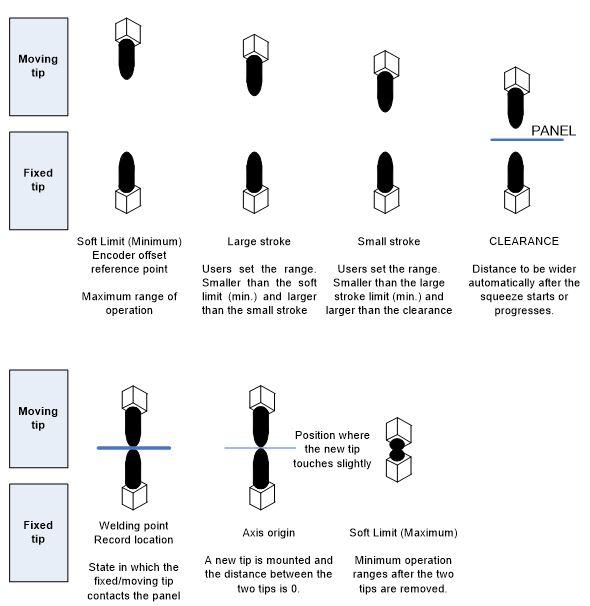 Moving
tip
PANEL
Fixed
tip
Soft Limit (Minimum)
Encoder offset
reference point
Maximum range of
operation
Large stroke
Users set the range.
Smaller than the soft
limit (min.) and larger
than the small stroke
Small stroke
Users set the range.
Smaller than the large
stroke limit (min.) and
larger than the clearance
CLEARANCE
Distance to be wider
automatically after the
squeeze starts or
progresses.
Moving
tip
Position where
the new tip
touches slightly
Fixed
tip
Welding point
Record location
State in which the
fixed/moving tip
contacts the panel
Axis origin
A new tip is mounted and
the distance between the
two tips is 0.
Soft Limit (Maximum)
Minimum operation
ranges after the two
tips are removed.